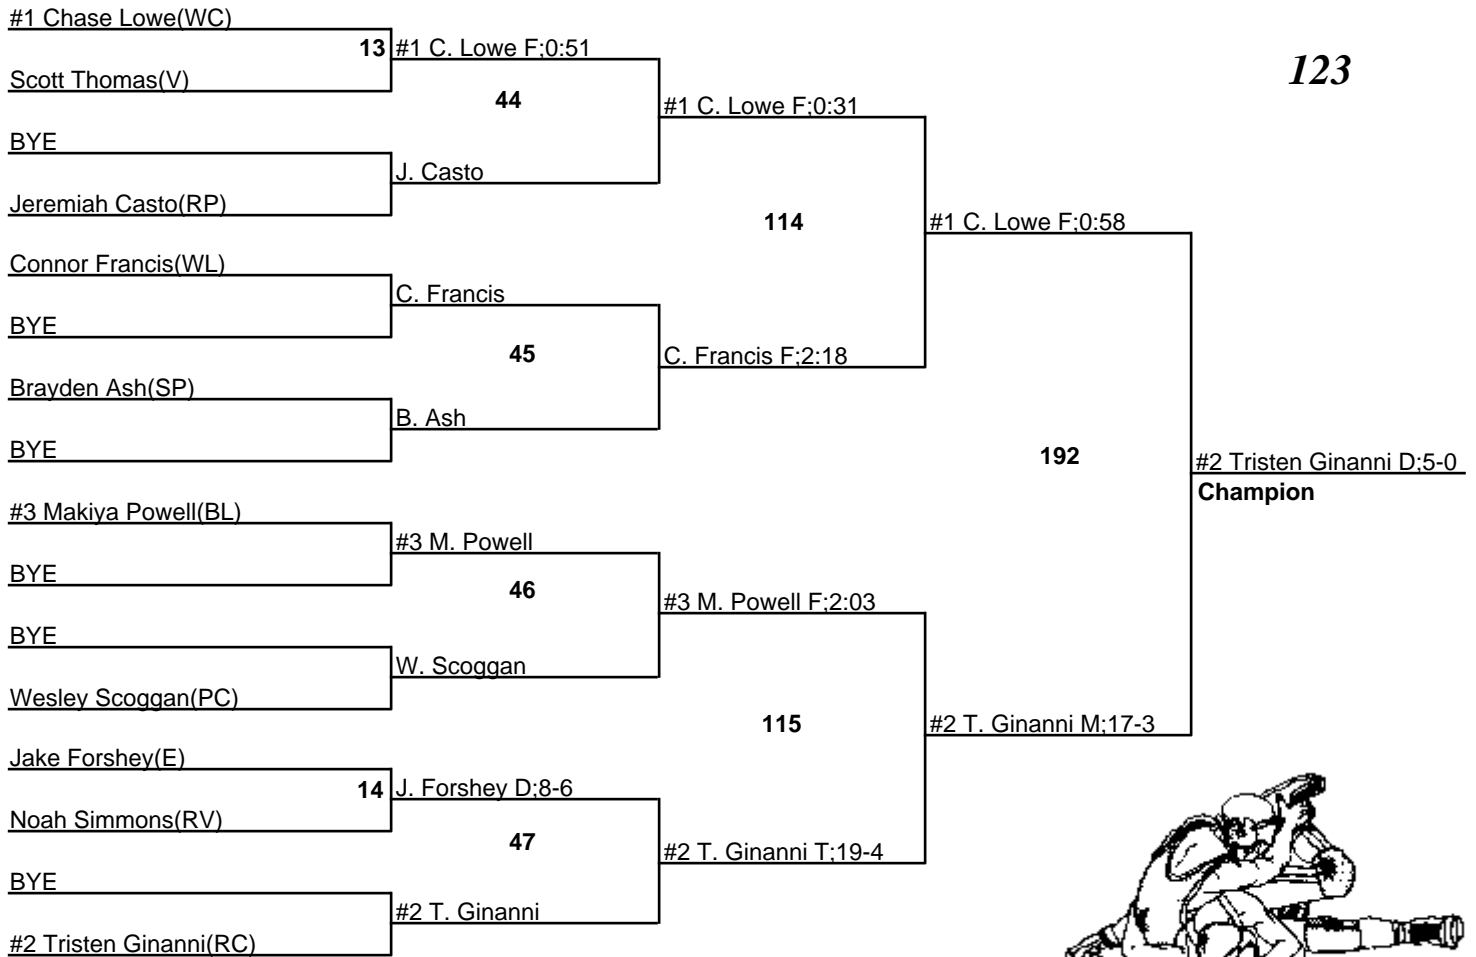 #1 Chase Lowe(WC)
13 #1 C. Lowe F;0:51
123
Scott Thomas(V)
44
#1 C. Lowe F;0:31
BYE
J. Casto
Jeremiah Casto(RP)
114
#1 C. Lowe F;0:58
Connor Francis(WL)
C. Francis
BYE
45
C. Francis F;2:18
Brayden Ash(SP)
B. Ash
BYE
192
#2 Tristen Ginanni D;5-0
Champion
#3 Makiya Powell(BL)
#3 M. Powell
BYE
46
#3 M. Powell F;2:03
BYE
W. Scoggan
Wesley Scoggan(PC)
115
#2 T. Ginanni M;17-3
Jake Forshey(E)
14 J. Forshey D;8-6
Noah Simmons(RV)
47
#2 T. Ginanni T;19-4
BYE
#2 T. Ginanni
#2 Tristen Ginanni(RC)